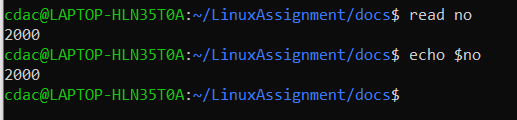 cdac@LAPTOP-HLN35T0A:~/LinuxAssignment/docs$ read no
2000
cdac@LAPTOP-HLN35T0A:~/LinuxAssignment/docs$ echo $no
2000
cdac@LAPTOP-HLN35T0A:~/LinuxAssignment/docs$